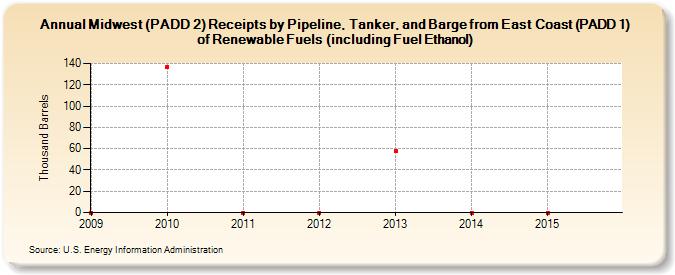 Annual Midwest (PADD 2) Receipts by Pipeline, Tanker, and Barge from East Coast (PADD 1)
of Renewable Fuels (including Fuel Ethanol)
Thousand Barrels
140
120
100
80
60
40
20
0
2009 2010 2011 2012 2013 2014 2015
Source: U.S. Energy Information Administration